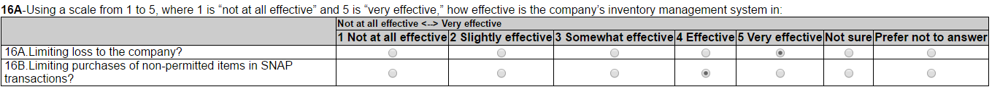 16A-Using a scale from 1 to 5, where 1 is “not at all effective” and 5 is “very effective,” how effective is the company’s inventory management system in:
Not at all effective <--> Very effective
1 Not at all effective 2 Slightly effective 3 Somewhat effective 4 Effective 5 Very effective Not sure Prefer not to answer
16A.Limiting loss to the company?
16B.Limiting purchases of non-permitted items in SNAP
transactions?